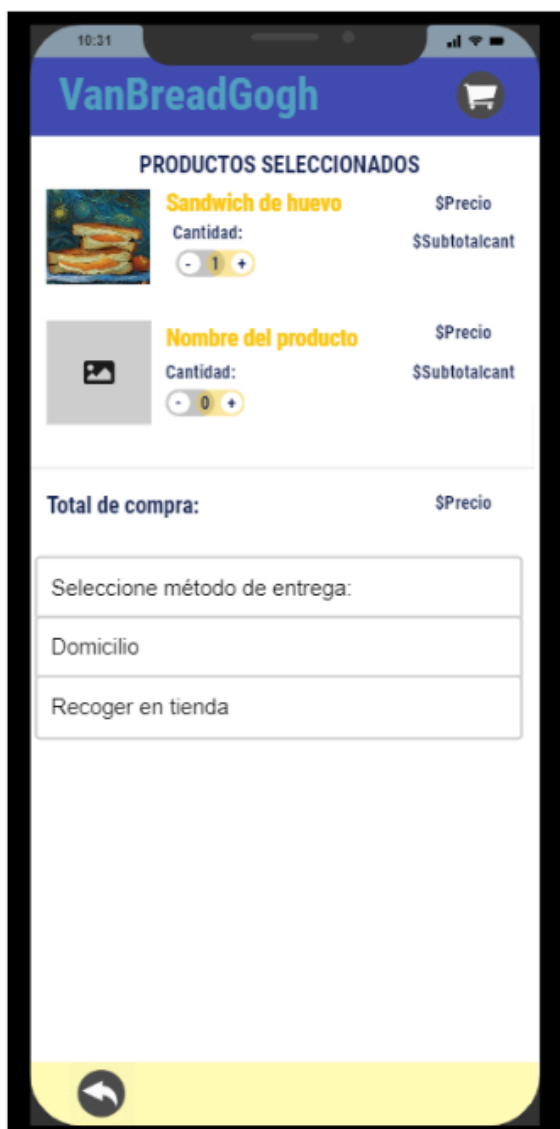 10:31
VanBreadGogh
PRODUCTOS SELECCIONADOS
Sandwich de huevo $Precio
Cantidad: $Subtotalcant
- 1 +
Nombre del producto $Precio
Cantidad: $Subtotalcant
- 0 +
Total de compra: $Precio
Seleccione método de entrega:
Domicilio
Recoger en tienda